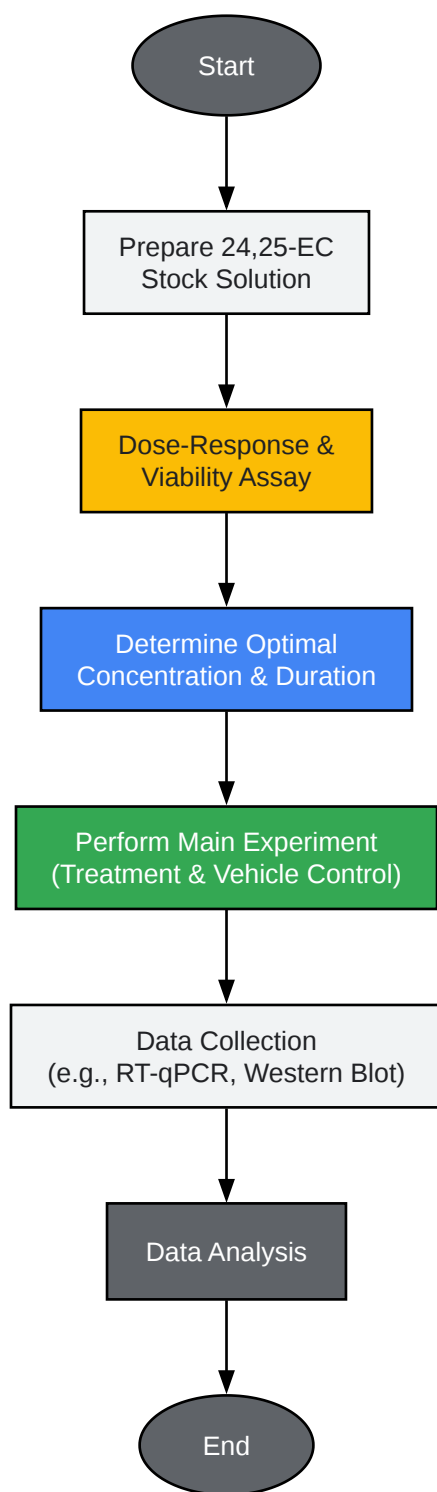 Start
Prepare 24,25-EC
Stock Solution
Dose-Response &
Viability Assay
Determine Optimal
Concentration & Duration
Perform Main Experiment
(Treatment & Vehicle Control)
Data Collection
(e.g., RT-qPCR, Western Blot)
Data Analysis
End